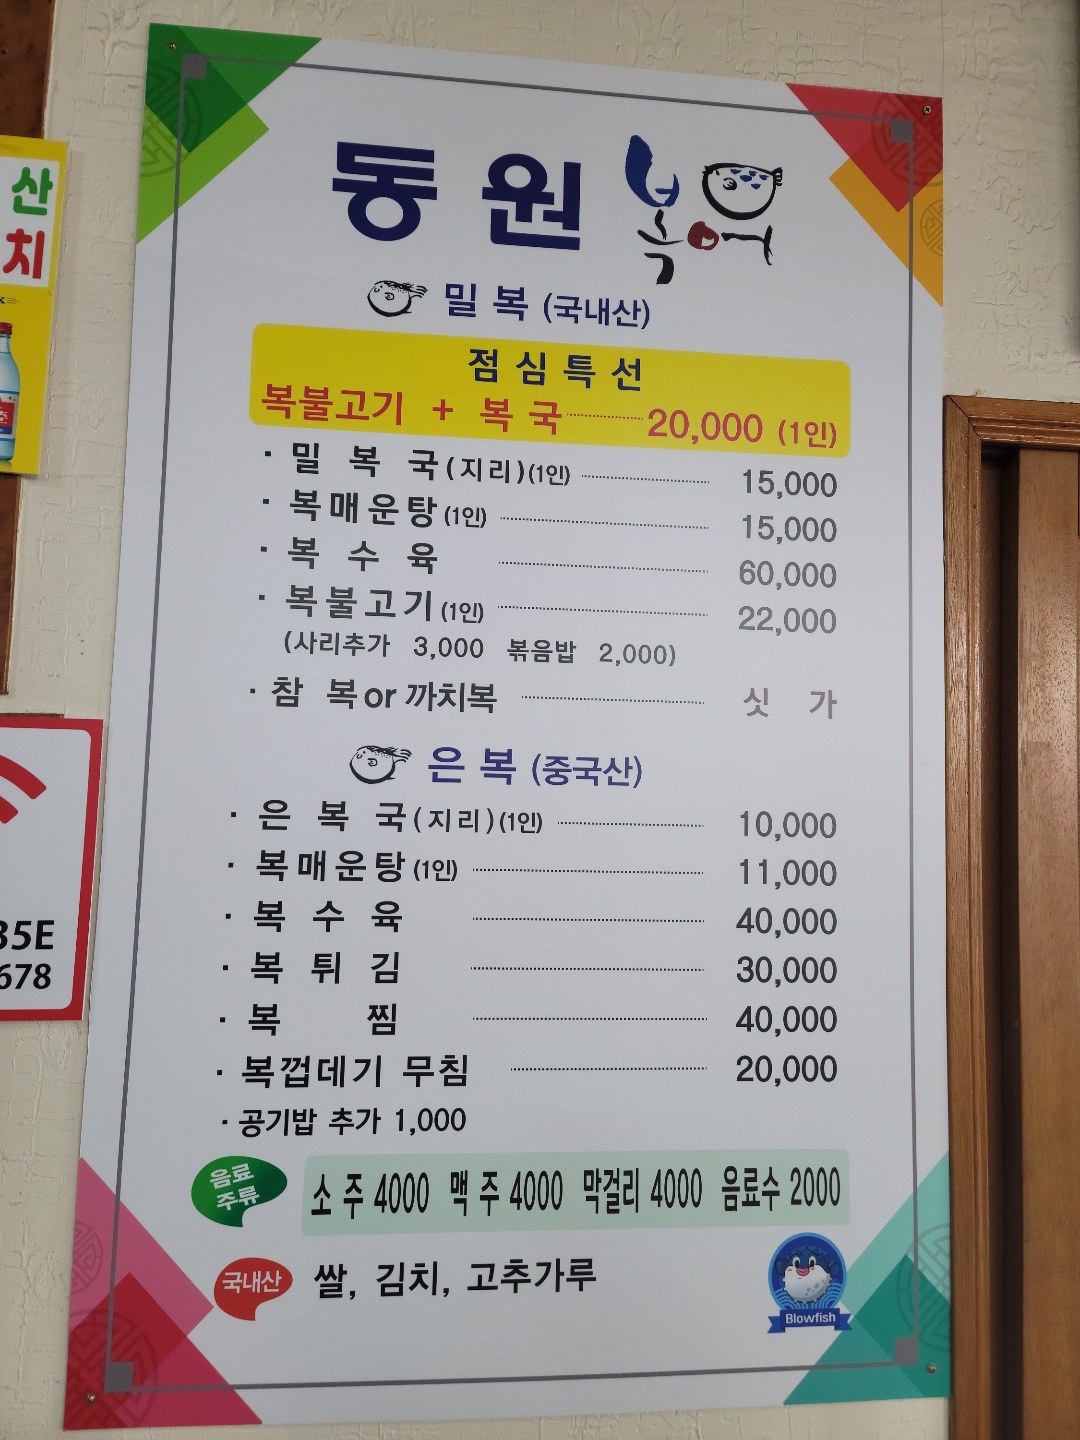 동원 복어
밀복 (국내산)
점심특선
복불고기 + 복국 20,000 (1인)
· 밀복국(지리)(1인) 15,000
· 복매운탕(1인) 15,000
· 복수육 60,000
· 복불고기(1인) 22,000
(사리추가 3,000 볶음밥 2,000)
· 참복or까치복 싯가
은복 (중국산)
· 은복국(지리)(1인) 10,000
· 복매운탕(1인) 11,000
· 복수육 40,000
· 복튀김 30,000
· 복찜 40,000
· 복껍데기 무침 20,000
· 공기밥 추가 1,000
음료
주류
소주 4000 맥주 4000 막걸리 4000 음료수 2000
국내산 쌀, 김치, 고추가루
Blowfish
산
치
35E
678